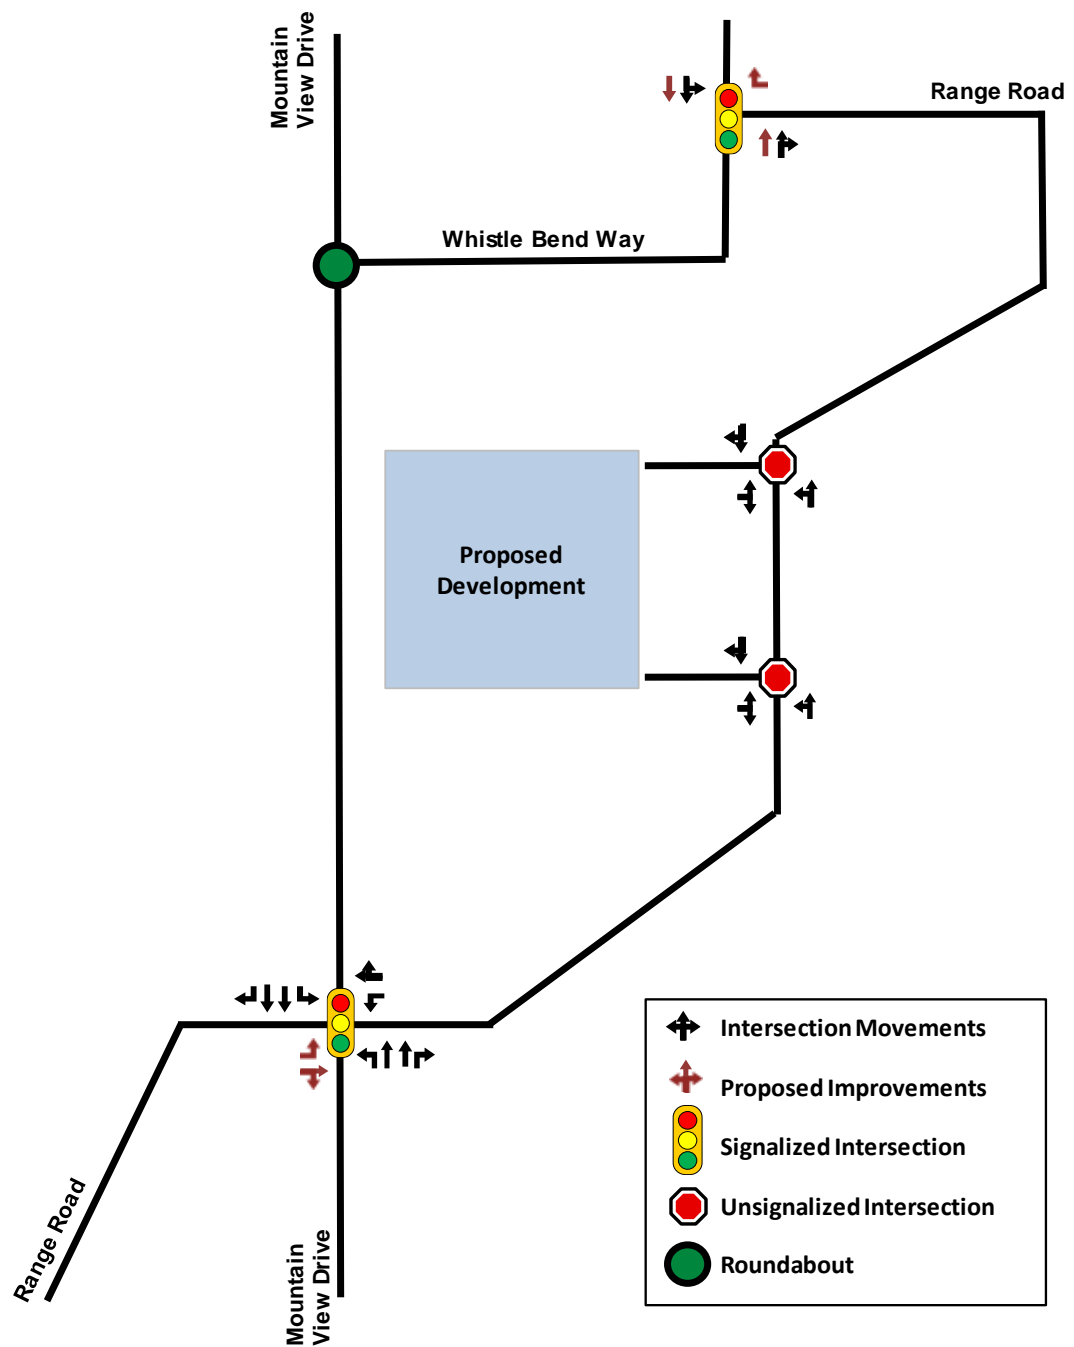 Mountain
View Drive
Range Road
Whistle Bend Way
Proposed
Development
Range Road
Mountain
View Drive
Intersection Movements
Proposed Improvements
Signalized Intersection
Unsignalized Intersection
Roundabout